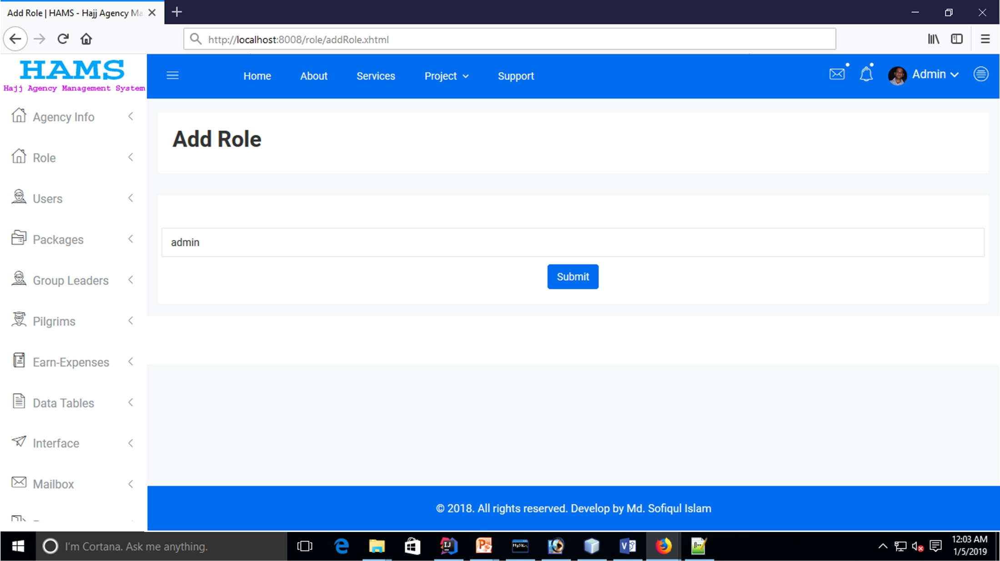 Add Role | HAMS - Hajj Agency Ma
http://localhost:8008/role/addRole.xhtml
HAMS
Hajj Agency Management System
Home About Services Project Support
Admin
Agency Info
Role
Users
Packages
Group Leaders
Pilgrims
Earn-Expenses
Data Tables
Interface
Mailbox
Add Role
admin
Submit
© 2018. All rights reserved. Develop by Md. Sofiqul Islam
I'm Cortana. Ask me anything.
12:03 AM
1/5/2019